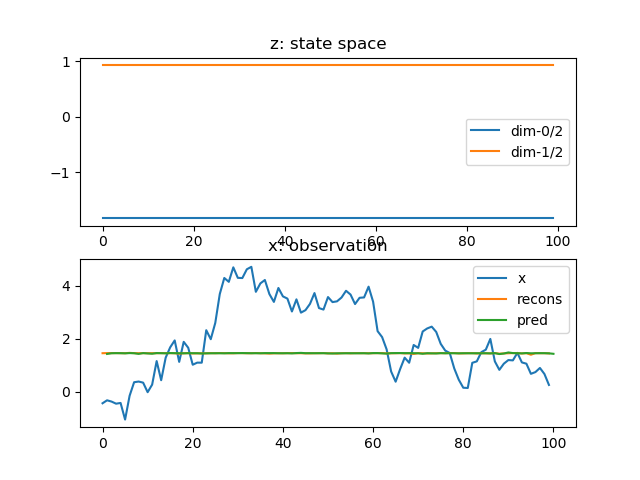 z: state space
1
0
−1
dim-0/2
dim-1/2
0 20 40 60 80 100
x: observation
4
2
0
x
recons
pred
0 20 40 60 80 100